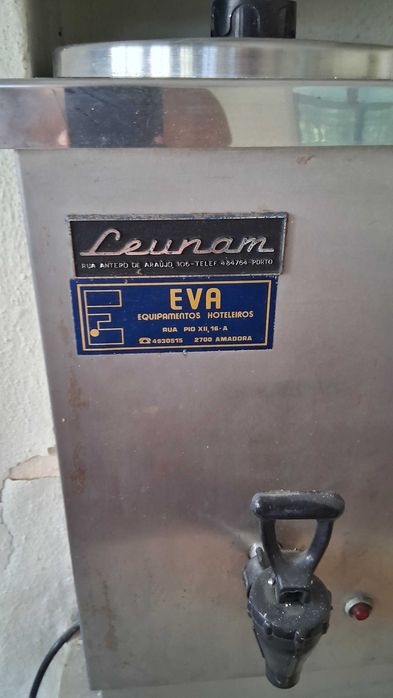 Leunam
RUA ANTERO DE ARAÚJO, 306-TELEF. 484764-PORTO
EVA
EQUIPAMENTOS HOTELEIROS
RUA PIO XII, 16-A
☎4930515 2700 AMADORA